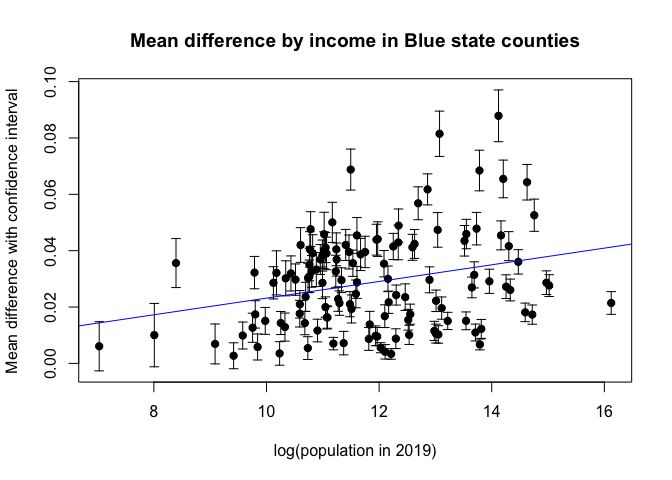 Mean difference by income in Blue state counties
Mean difference with confidence interval
0.10
0.08
0.06
0.04
0.02
0.00
8 10 12 14 16
log(population in 2019)